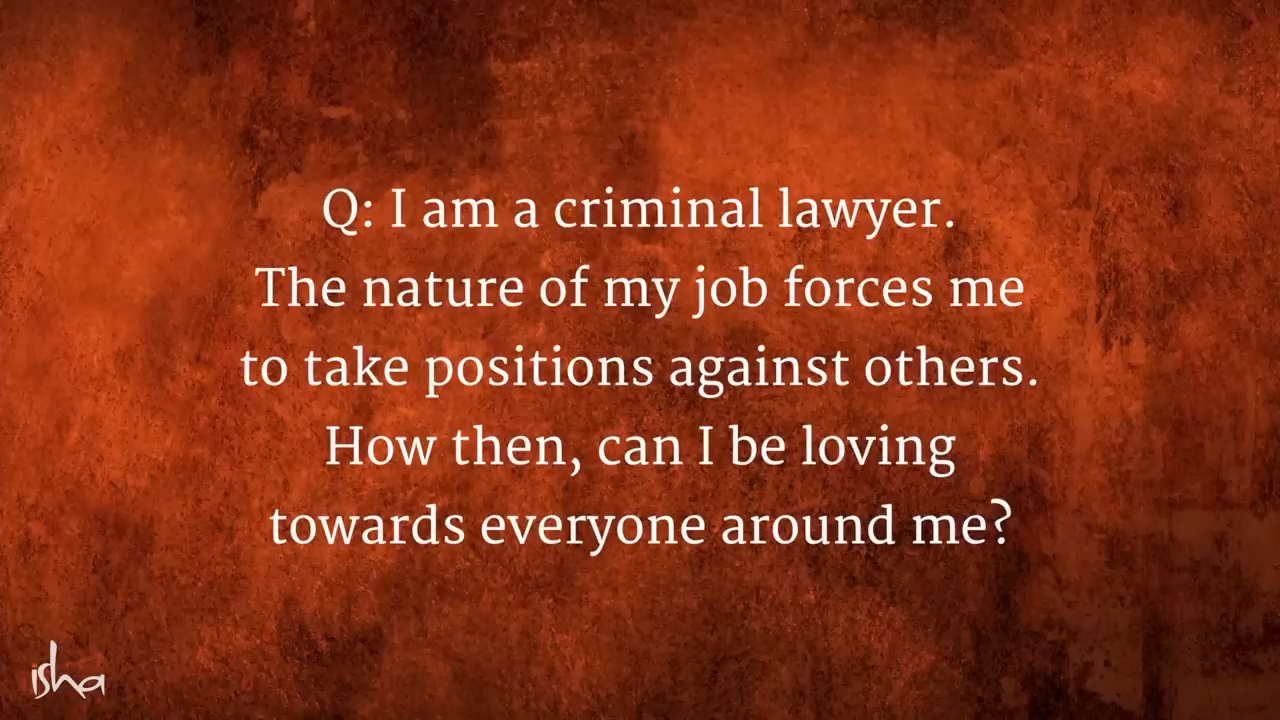 Q: I am a criminal lawyer.
The nature of my job forces me
to take positions against others.
How then, can I be loving
towards everyone around me?
isha